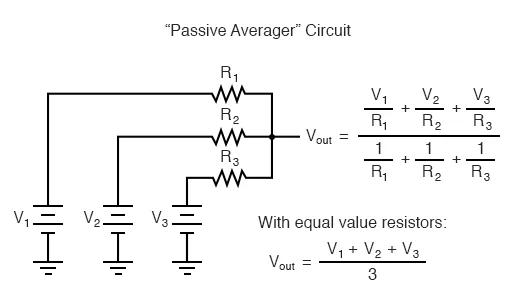 “Passive Averager” Circuit
R₁
R₂
R₃
V₁
V₂
V₃
Vout =
V₁ + V₂ + V₃
R₁ R₂ R₃
1 + 1 + 1
R₁ R₂ R₃
With equal value resistors:
Vout = V₁ + V₂ + V₃
3